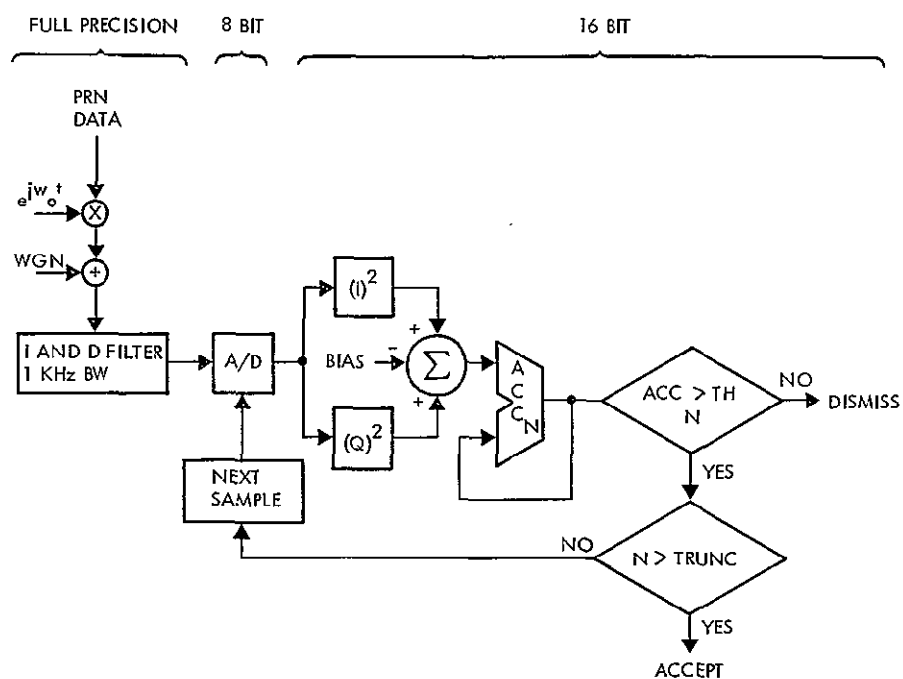 FULL PRECISION
8 BIT
16 BIT
PRN
DATA
e^jw_o t
X
WGN
+
I AND D FILTER
1 KHz BW
A/D
(I)^2
BIAS
+
-
Σ
+
(Q)^2
ACC_N
ACC > TH
N
NO
DISMISS
YES
NEXT
SAMPLE
NO
N > TRUNC
YES
ACCEPT